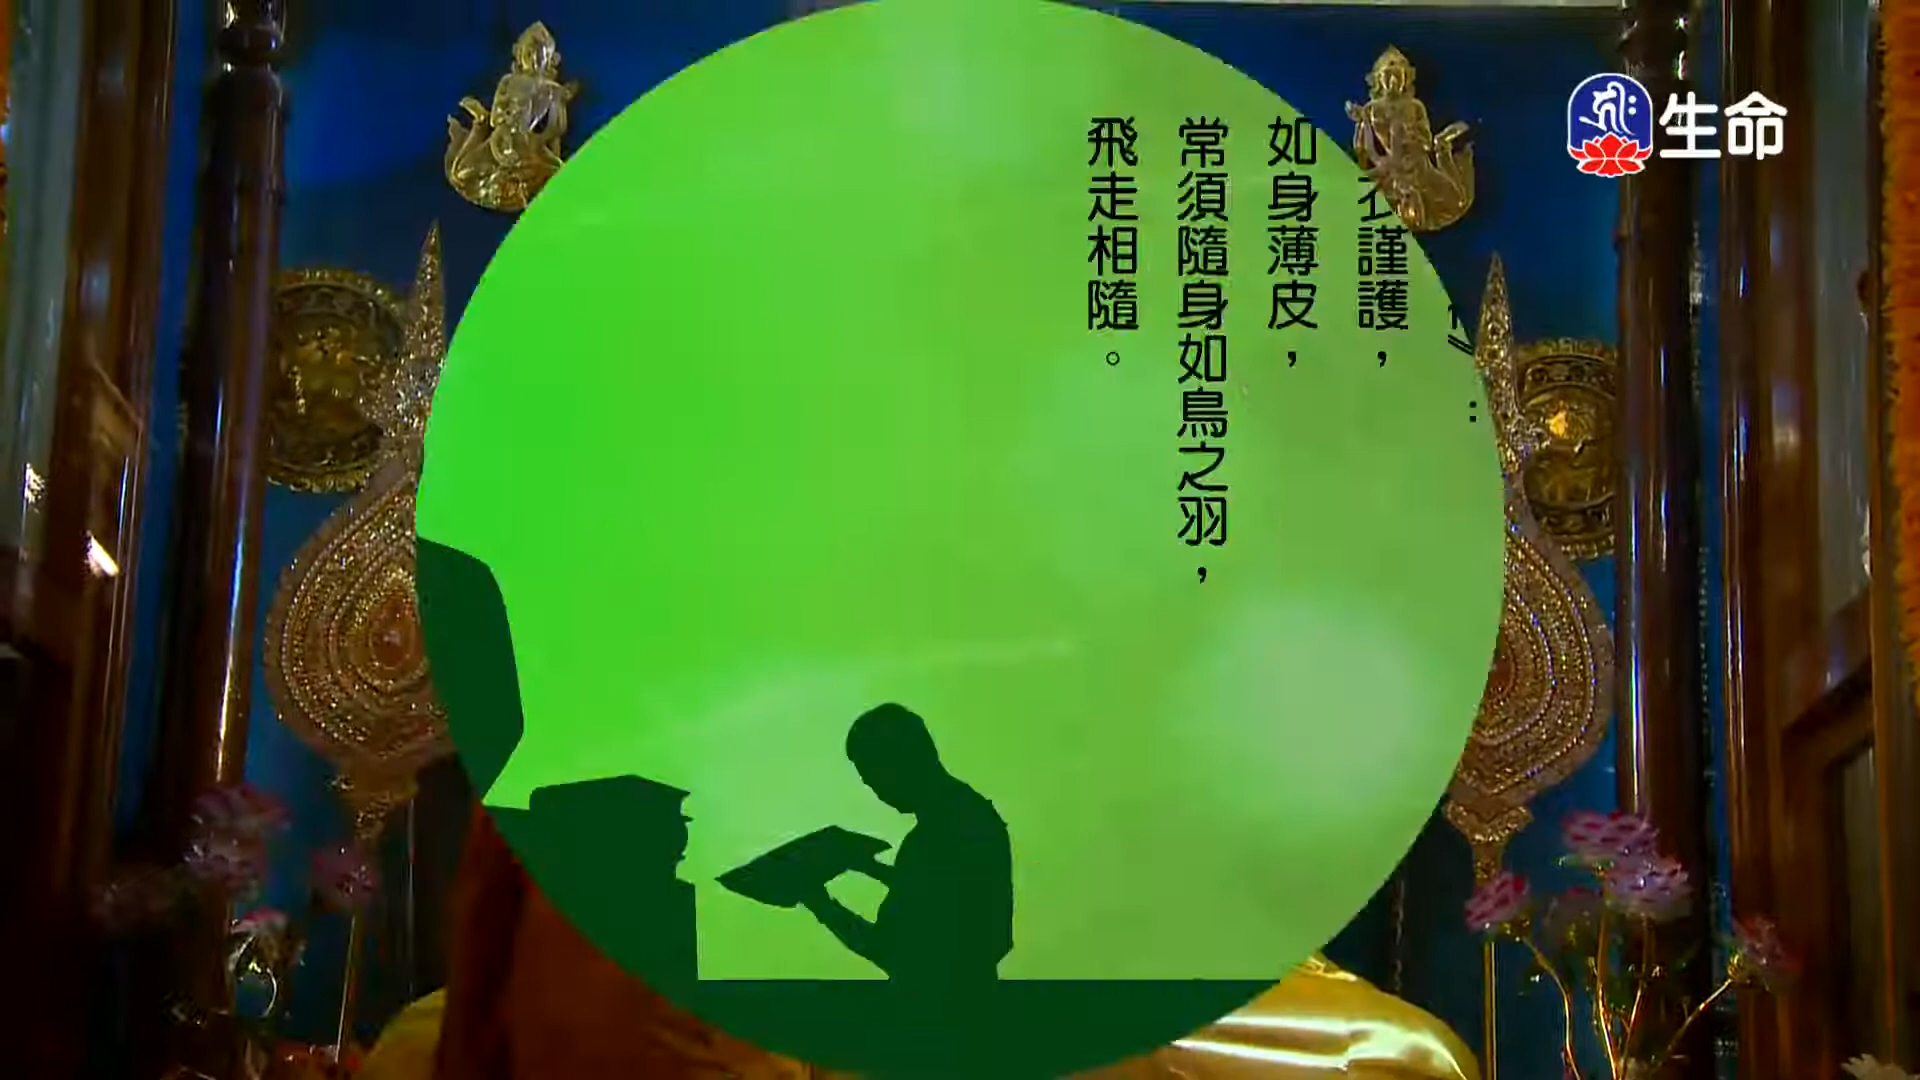 ：
衣謹護，
如身薄皮，
常須隨身如鳥之羽，
飛走相隨。
生命